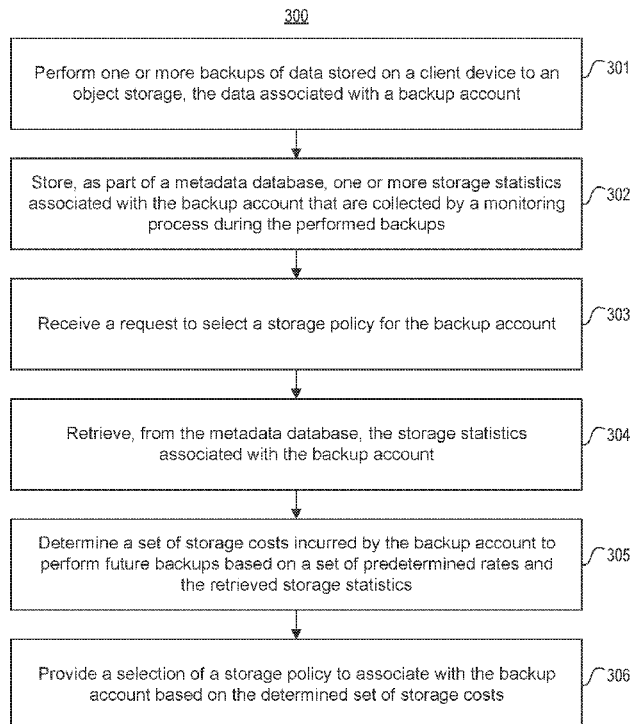 300
Perform one or more backups of data stored on a client device to an
object storage, the data associated with a backup account
301
Store, as part of a metadata database, one or more storage statistics
associated with the backup account that are collected by a monitoring
process during the performed backups
302
Receive a request to select a storage policy for the backup account
303
Retrieve, from the metadata database, the storage statistics
associated with the backup account
304
Determine a set of storage costs incurred by the backup account to
perform future backups based on a set of predetermined rates and
the retrieved storage statistics
305
Provide a selection of a storage policy to associate with the backup
account based on the determined set of storage costs
306